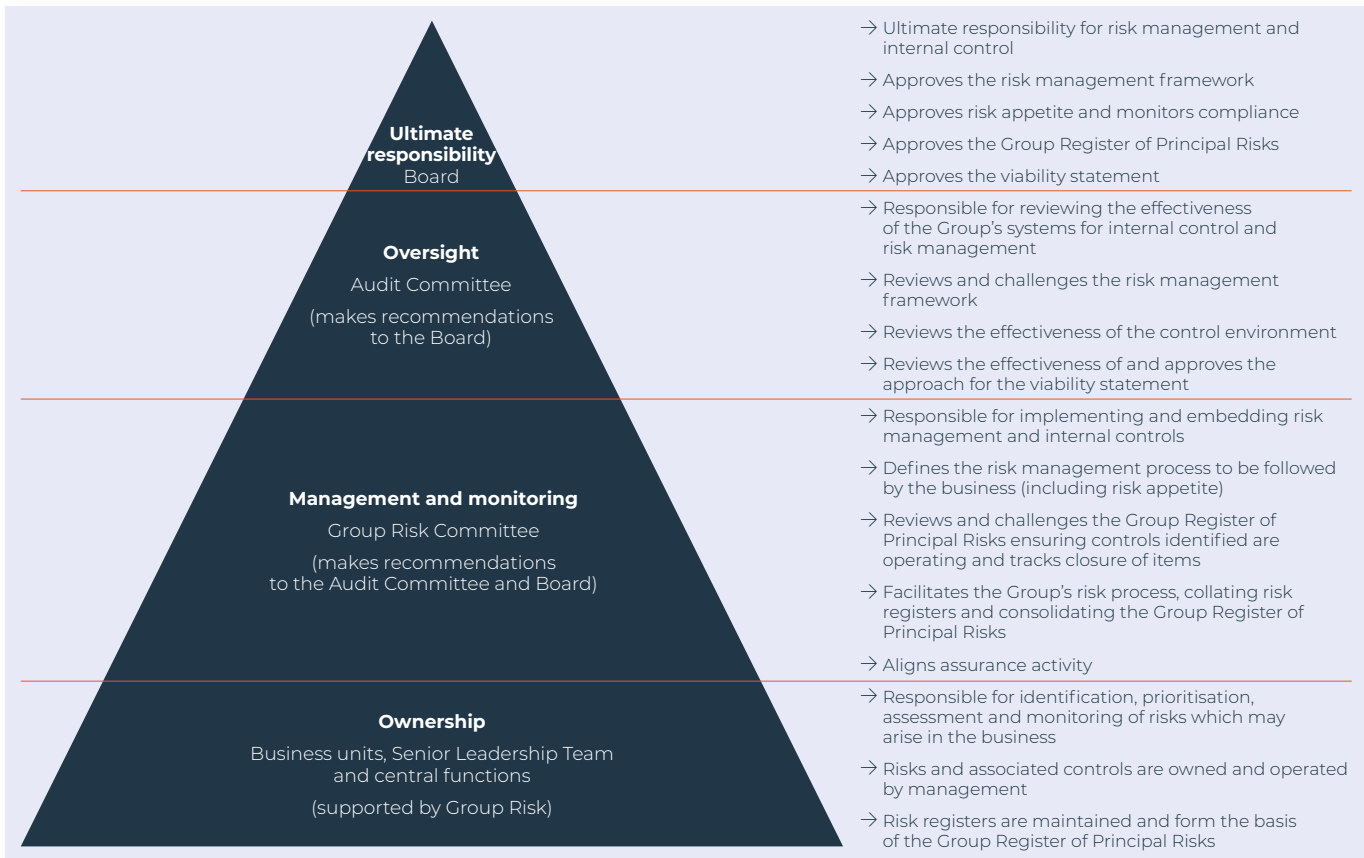 Ultimate
responsibility
Board
→ Ultimate responsibility for risk management and
internal control
→ Approves the risk management framework
→ Approves risk appetite and monitors compliance
→ Approves the Group Register of Principal Risks
→ Approves the viability statement
Oversight
Audit Committee
(makes recommendations
to the Board)
→ Responsible for reviewing the effectiveness
of the Group’s systems for internal control and
risk management
→ Reviews and challenges the risk management
framework
→ Reviews the effectiveness of the control environment
→ Reviews the effectiveness of and approves the
approach for the viability statement
Management and monitoring
Group Risk Committee
(makes recommendations
to the Audit Committee and Board)
→ Responsible for implementing and embedding risk
management and internal controls
→ Defines the risk management process to be followed
by the business (including risk appetite)
→ Reviews and challenges the Group Register of
Principal Risks ensuring controls identified are
operating and tracks closure of items
→ Facilitates the Group’s risk process, collating risk
registers and consolidating the Group Register of
Principal Risks
→ Aligns assurance activity
Ownership
Business units, Senior Leadership Team
and central functions
(supported by Group Risk)
→ Responsible for identification, prioritisation,
assessment and monitoring of risks which may
arise in the business
→ Risks and associated controls are owned and operated
by management
→ Risk registers are maintained and form the basis
of the Group Register of Principal Risks